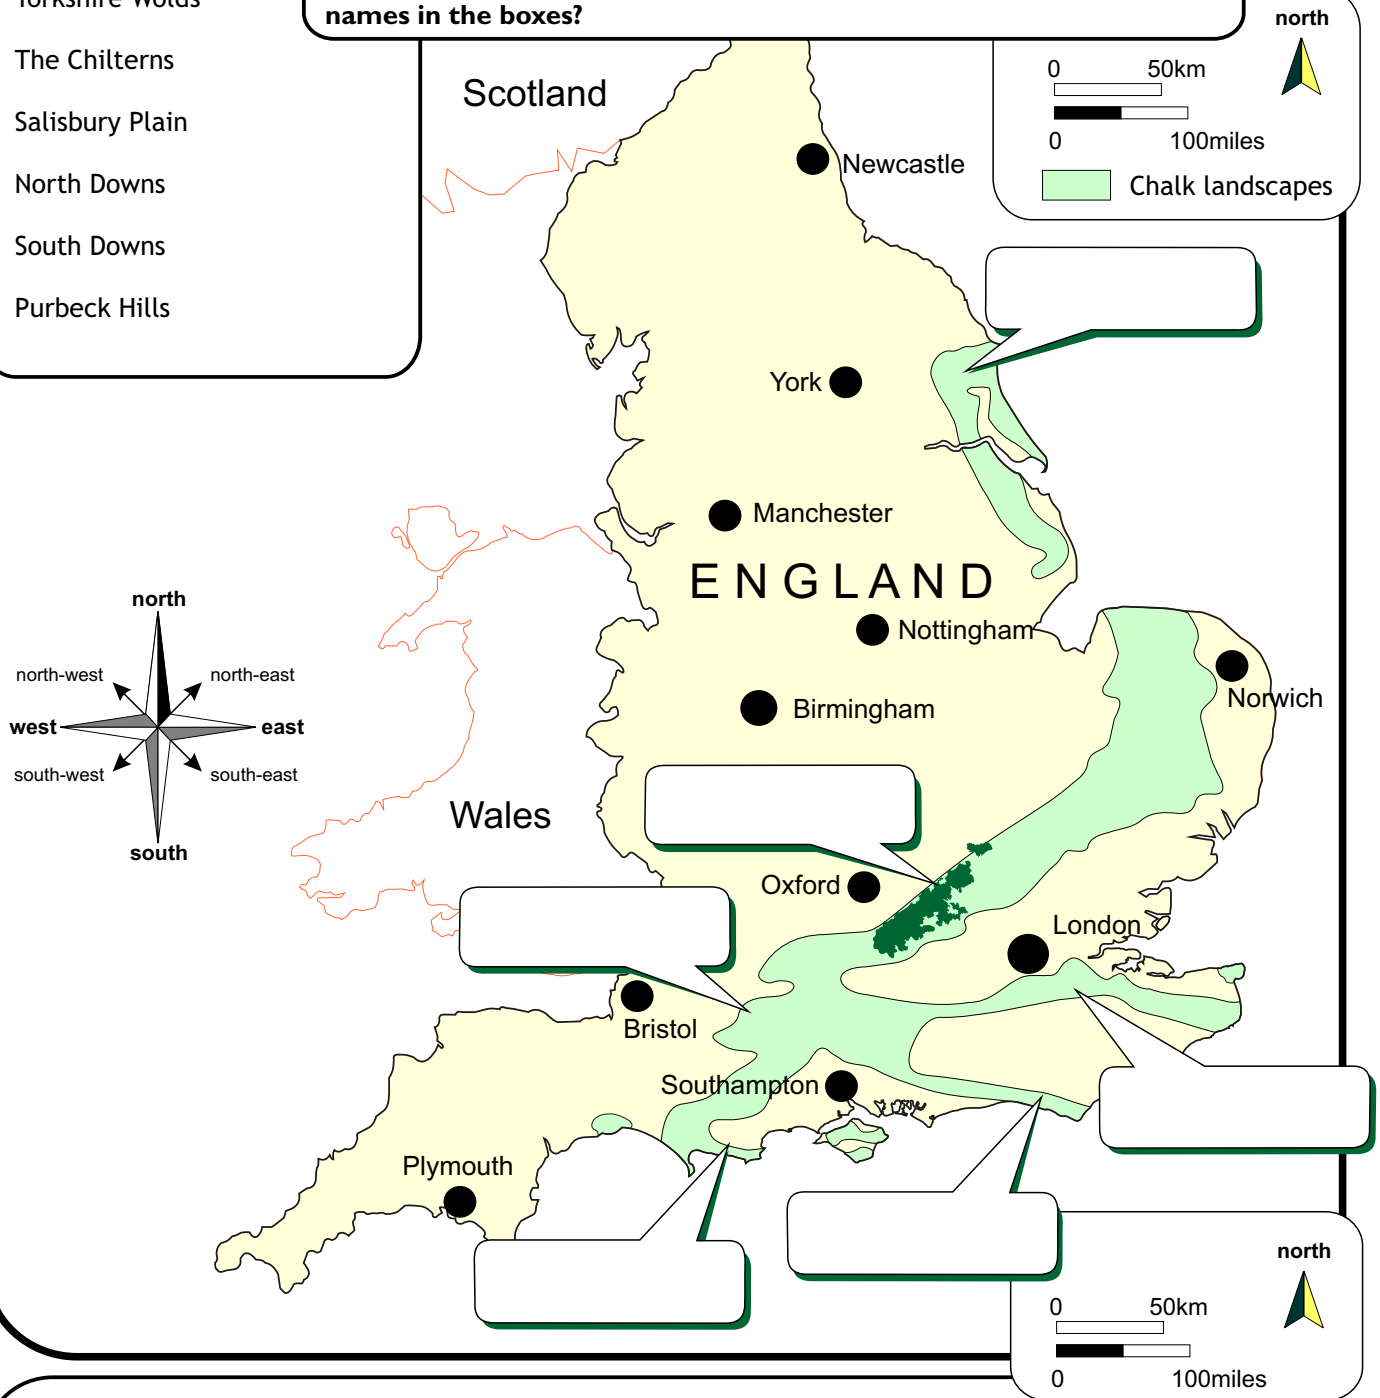 Yorkshire Wolds
The Chilterns
Salisbury Plain
North Downs
South Downs
Purbeck Hills
names in the boxes?
north
0 50km
0 100miles
Chalk landscapes
Scotland
Newcastle
York
Manchester
ENGLAND
Nottingham
Norwich
Birmingham
north
north-west north-east
west east
south-west south-east
south
Wales
Oxford
London
Bristol
Southampton
Plymouth
north
0 50km
0 100miles